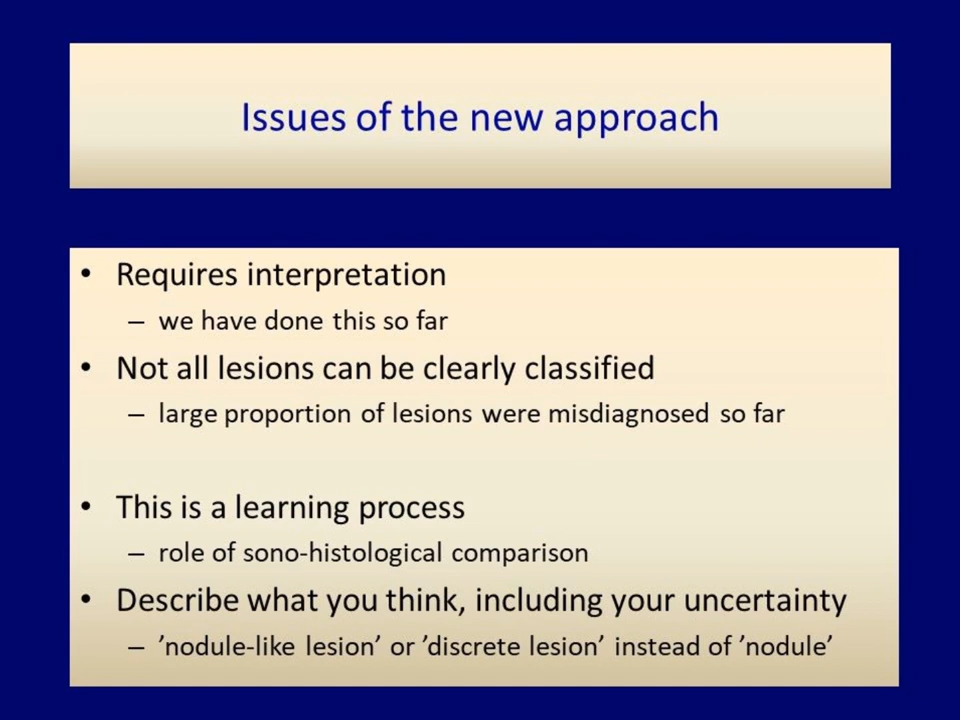 Issues of the new approach
• Requires interpretation
– we have done this so far
• Not all lesions can be clearly classified
– large proportion of lesions were misdiagnosed so far
• This is a learning process
– role of sono-histological comparison
• Describe what you think, including your uncertainty
– ’nodule-like lesion’ or ’discrete lesion’ instead of ’nodule’